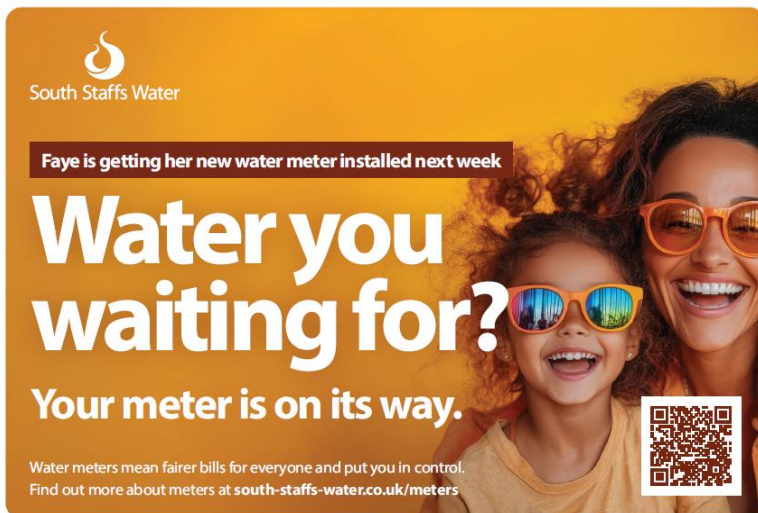 South Staffs Water
Faye is getting her new water meter installed next week
Water you
waiting for?
Your meter is on its way.
Water meters mean fairer bills for everyone and put you in control.
Find out more about meters at south-staffs-water.co.uk/meters